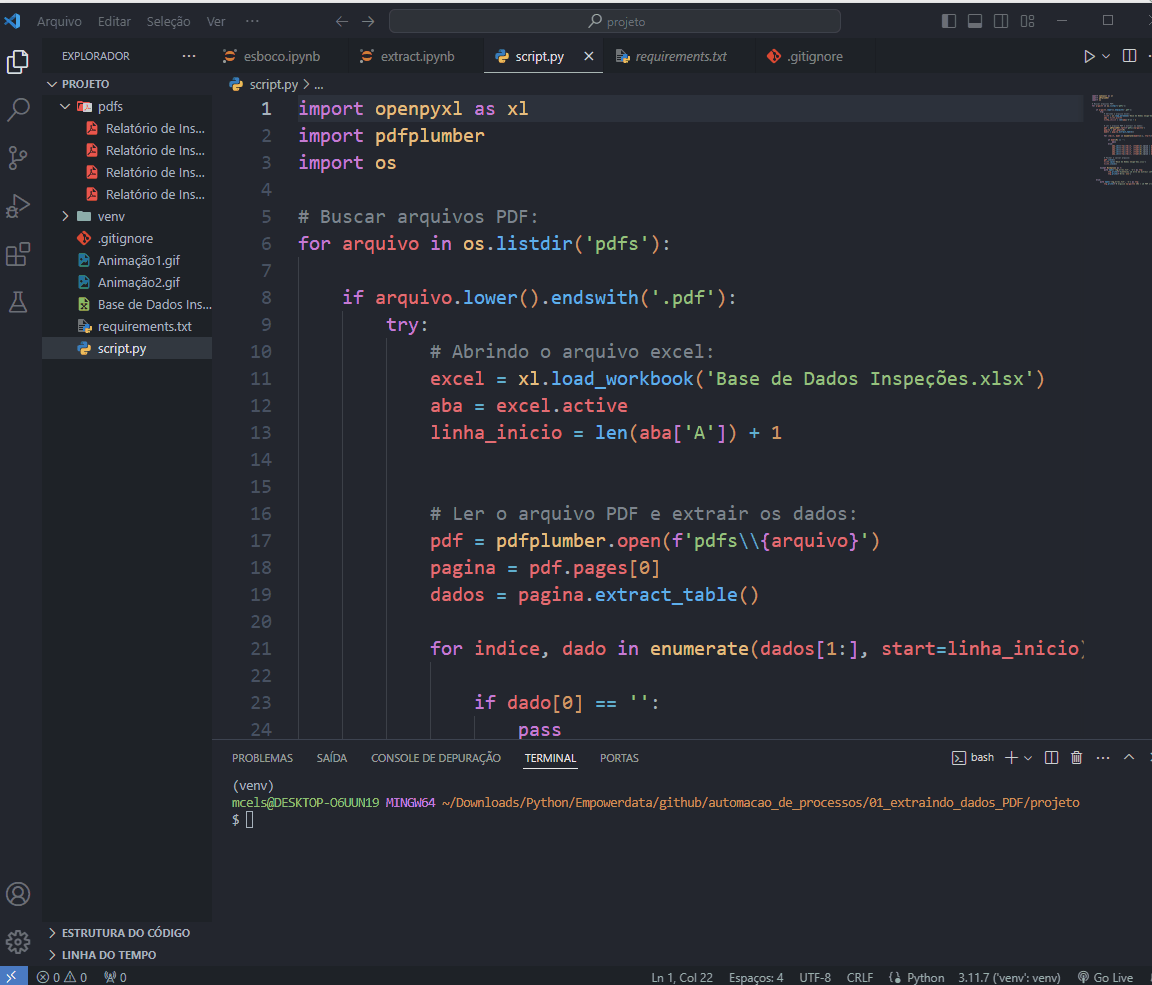 Arquivo Editar Seleção Ver ··· projeto
EXPLORADOR ···
esboco.ipynb extract.ipynb script.py requirements.txt .gitignore
PROJETO
pdfs
Relatório de Ins...
Relatório de Ins...
Relatório de Ins...
Relatório de Ins...
venv
.gitignore
Animação1.gif
Animação2.gif
Base de Dados Ins...
requirements.txt
script.py
script.py > ...
1 import openpyxl as xl
2 import pdfplumber
3 import os
4
5 # Buscar arquivos PDF:
6 for arquivo in os.listdir('pdfs'):
7
8 if arquivo.lower().endswith('.pdf'):
9 try:
10 # Abrindo o arquivo excel:
11 excel = xl.load_workbook('Base de Dados Inspeções.xlsx')
12 aba = excel.active
13 linha_inicio = len(aba['A']) + 1
14
15
16 # Ler o arquivo PDF e extrair os dados:
17 pdf = pdfplumber.open(f'pdfs\\{arquivo}')
18 pagina = pdf.pages[0]
19 dados = pagina.extract_table()
20
21 for indice, dado in enumerate(dados[1:], start=linha_inicio)
22
23 if dado[0] == '':
24 pass
PROBLEMAS SAÍDA CONSOLE DE DEPURAÇÃO TERMINAL PORTAS bash
(venv)
mcels@DESKTOP-O6UUN19 MINGW64 ~/Downloads/Python/Empowerdata/github/automacao_de_processos/01_extraindo_dados_PDF/projeto
$
ESTRUTURA DO CÓDIGO
LINHA DO TEMPO
0 0 0 Ln 1, Col 22 Espaços: 4 UTF-8 CRLF Python 3.11.7 ('venv': venv) Go Live